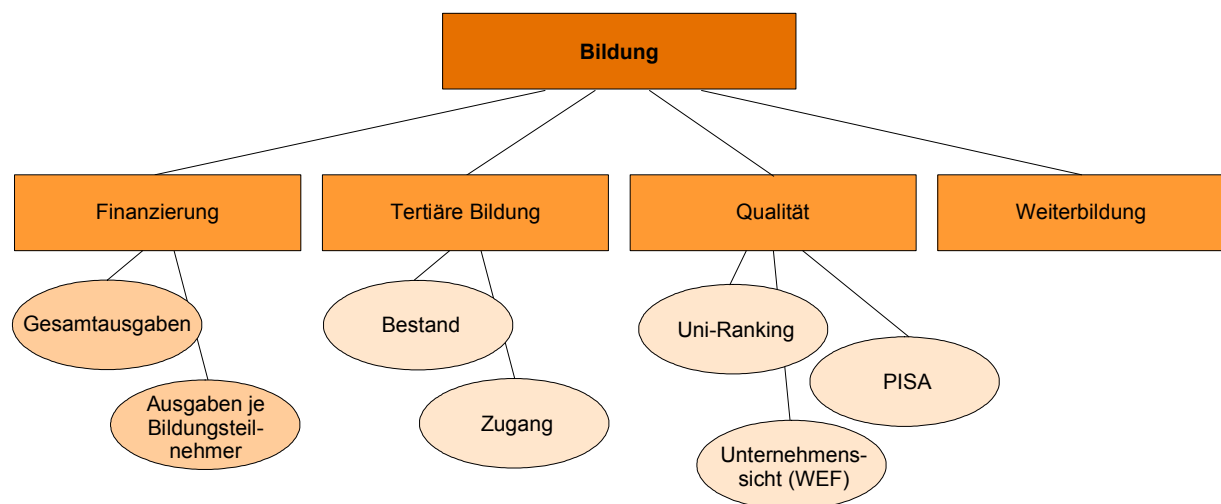 Bildung
Finanzierung
Tertiäre Bildung
Qualität
Weiterbildung
Gesamtausgaben
Ausgaben je
Bildungsteil-
nehmer
Bestand
Zugang
Uni-Ranking
PISA
Unternehmens-
sicht (WEF)